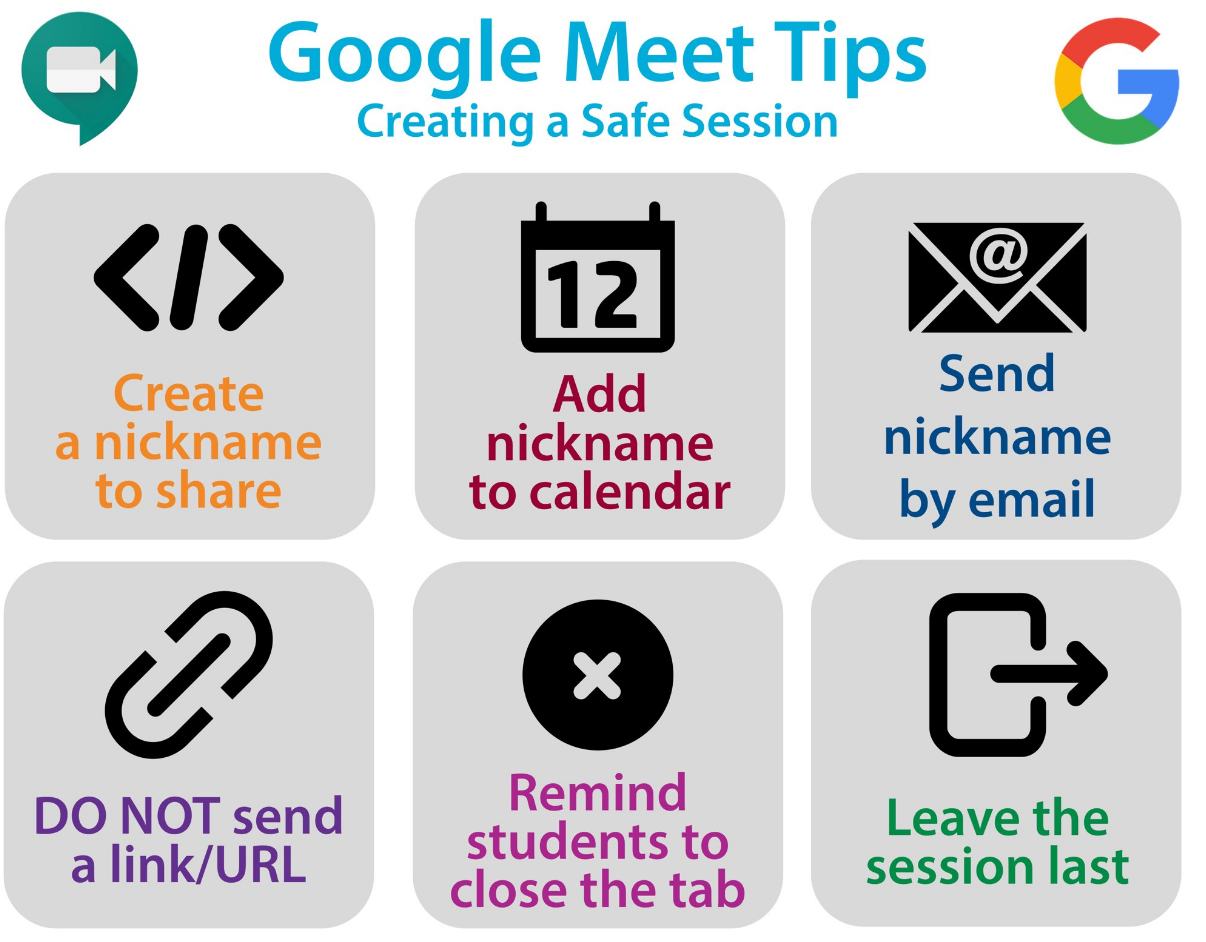 Google Meet Tips
Creating a Safe Session
</>
Create
a nickname
to share
12
Add
nickname
to calendar
@
Send
nickname
by email
DO NOT send
a link/URL
Remind
students to
close the tab
Leave the
session last